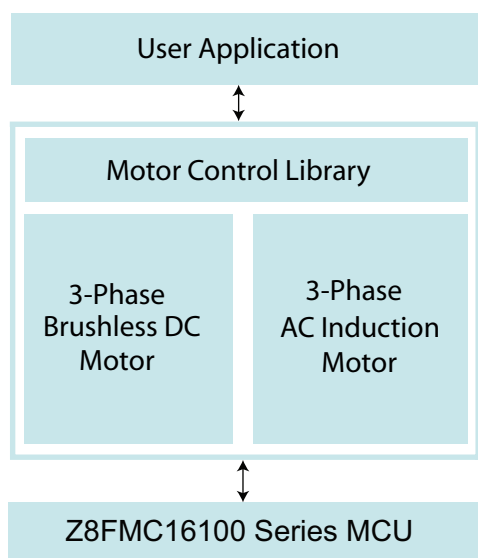 User Application
Motor Control Library
3-Phase
Brushless DC
Motor
3-Phase
AC Induction
Motor
Z8FMC16100 Series MCU